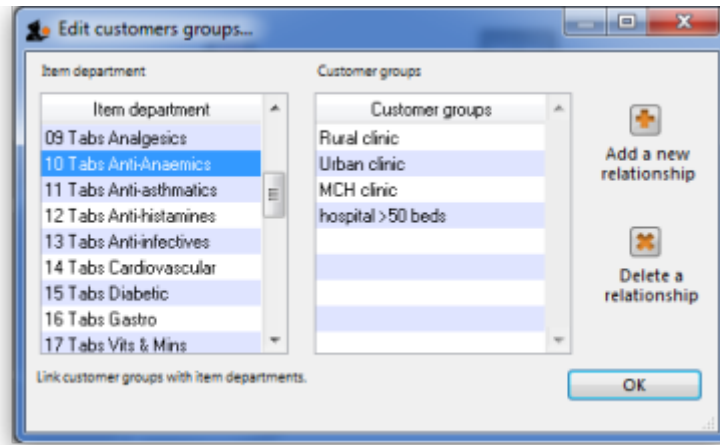 Edit customers groups...
Item department
Customer groups
Item department
Customer groups
09 Tabs Analgesics
10 Tabs Anti-Anaemics
11 Tabs Anti-asthmatics
12 Tabs Anti-histamines
13 Tabs Anti-infectives
14 Tabs Cardiovascular
15 Tabs Diabetic
16 Tabs Gastro
17 Tabs Vits & Mins
Rural clinic
Urban clinic
MCH clinic
hospital >50 beds
Add a new
relationship
Delete a
relationship
Link customer groups with item departments.
OK